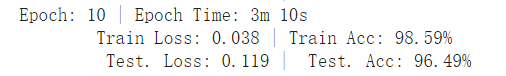 Epoch: 10 | Epoch Time: 3m 10s
Train Loss: 0.038 | Train Acc: 98.59%
Test. Loss: 0.119 | Test. Acc: 96.49%